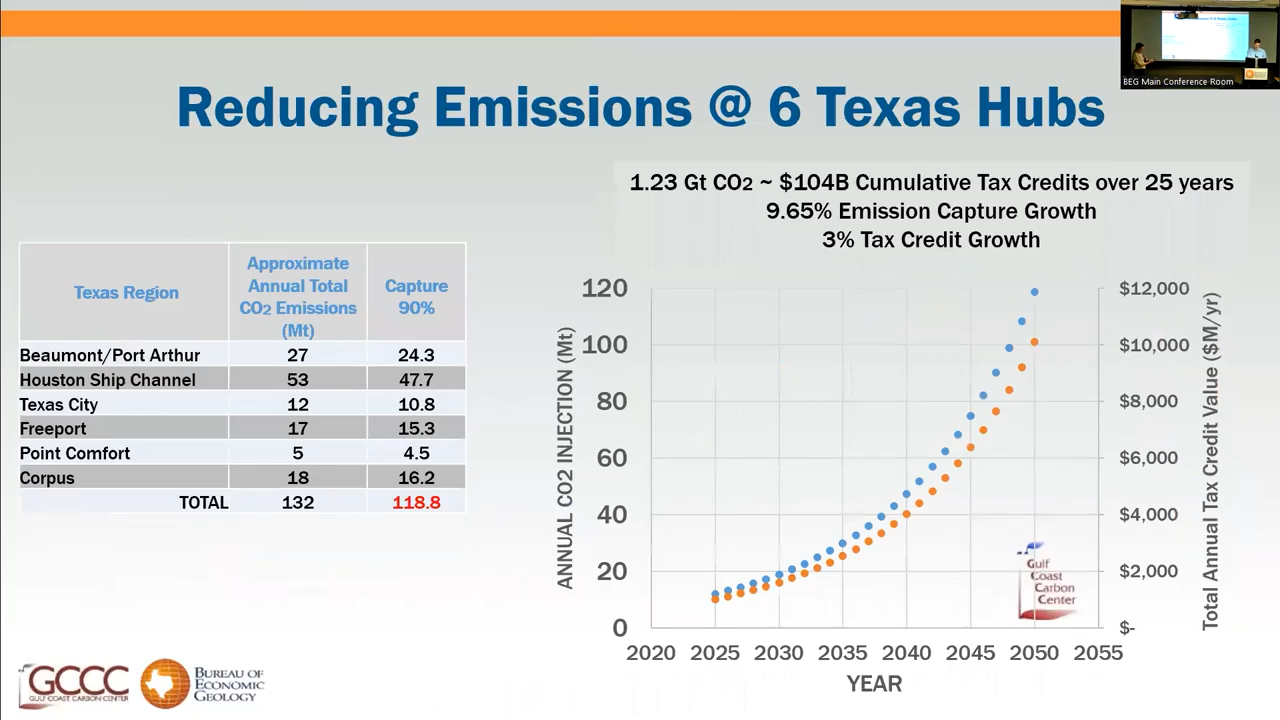 BEG Main Conference Room
Reducing Emissions @ 6 Texas Hubs
1.23 Gt CO2 ~ $104B Cumulative Tax Credits over 25 years
9.65% Emission Capture Growth
3% Tax Credit Growth
Texas Region
Approximate
Annual Total
CO2 Emissions
(Mt)
Capture
90%
Beaumont/Port Arthur 27 24.3
Houston Ship Channel 53 47.7
Texas City 12 10.8
Freeport 17 15.3
Point Comfort 5 4.5
Corpus 18 16.2
TOTAL 132 118.8
ANNUAL CO2 INJECTION (Mt)
120
100
80
60
40
20
0
$12,000
$10,000
$8,000
$6,000
$4,000
$2,000
$-
Total Annual Tax Credit Value ($M/yr)
2020 2025 2030 2035 2040 2045 2050 2055
YEAR
Gulf
Coast
Carbon
Center
GCCC
GULF COAST CARBON CENTER
BUREAU OF
ECONOMIC
GEOLOGY